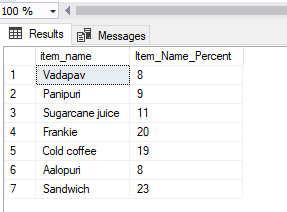 100 %
Results Messages
item_name Item_Name_Percent
1 Vadapav 8
2 Panipuri 9
3 Sugarcane juice 11
4 Frankie 20
5 Cold coffee 19
6 Aalopuri 8
7 Sandwich 23